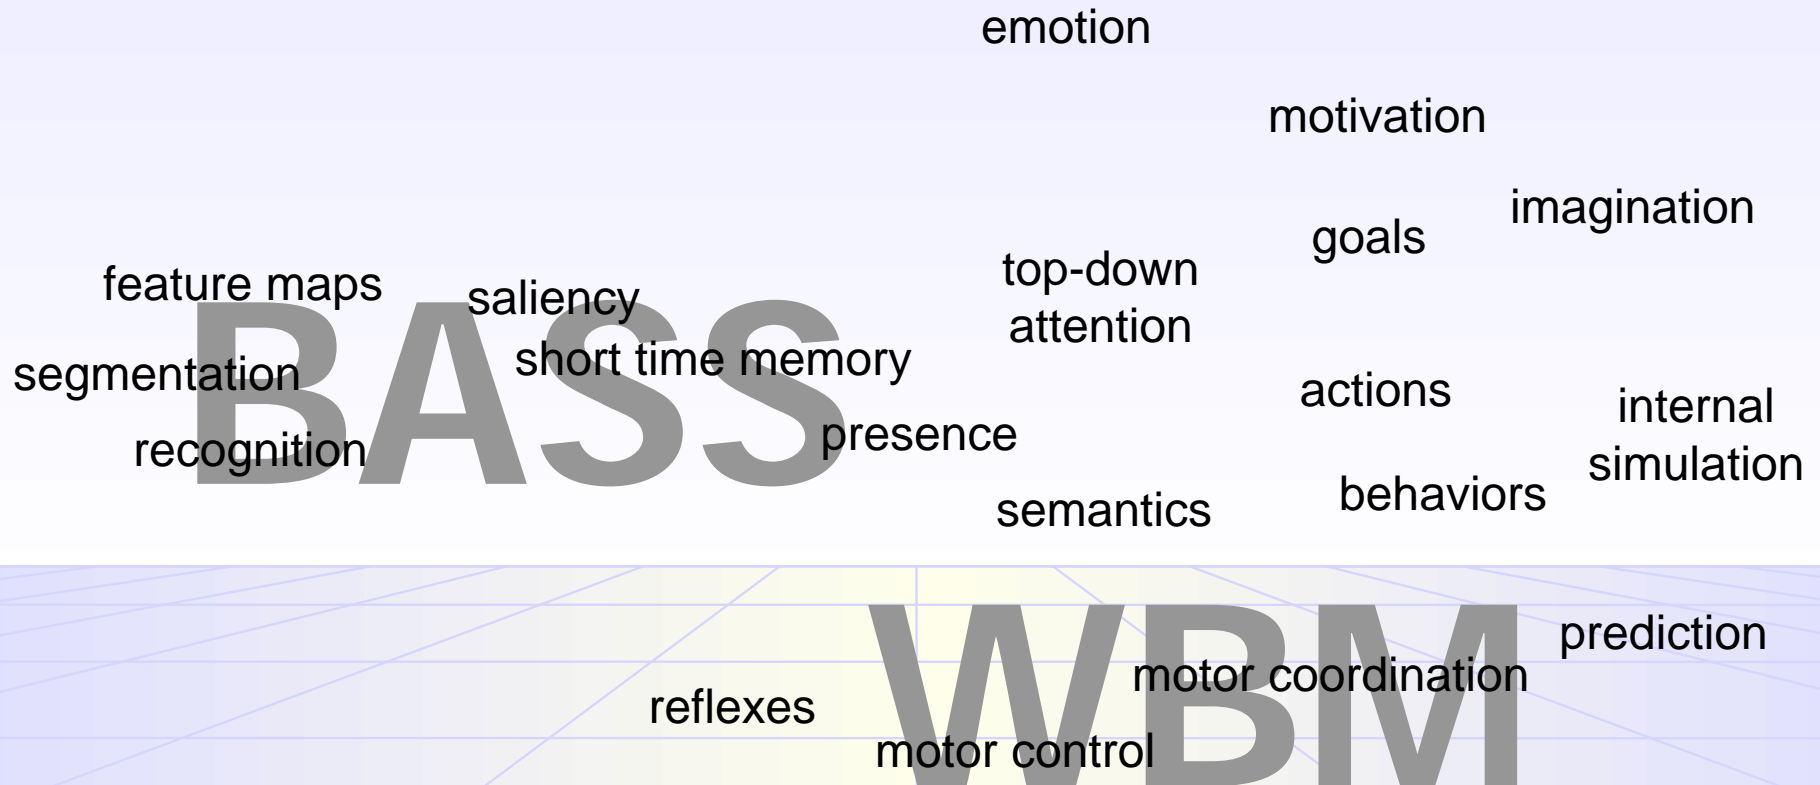 emotion
motivation
imagination
goals
feature maps
saliency
top-down
attention
segmentation
short time memory
BASS
actions
internal
simulation
recognition
presence
behaviors
semantics
prediction
motor coordination
WBM
reflexes
motor control